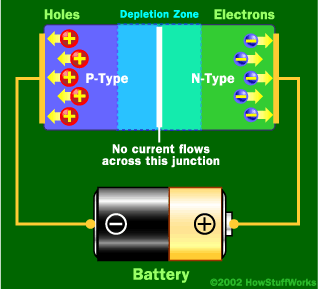 Holes
Depletion Zone
Electrons
P-Type
N-Type
No current flows
across this junction
Battery
©2002 HowStuffWorks